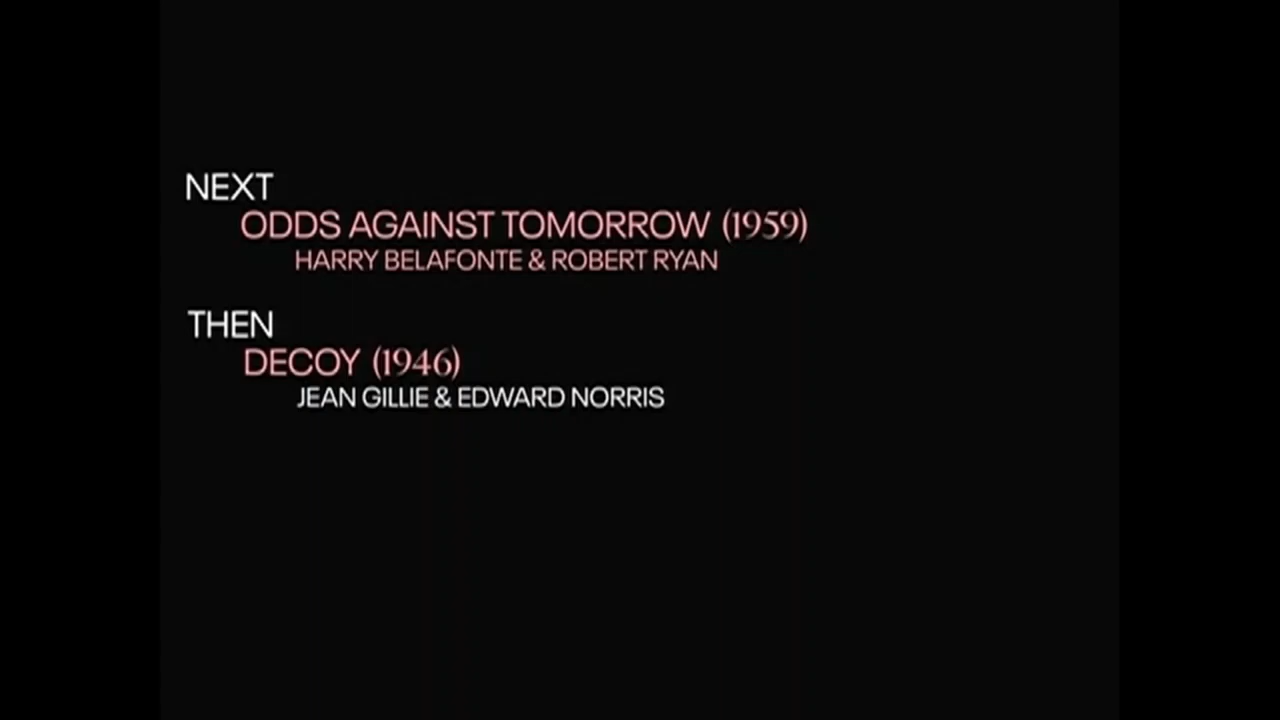 NEXT
ODDS AGAINST TOMORROW (1959)
HARRY BELAFONTE & ROBERT RYAN
THEN
DECOY (1946)
JEAN GILLIE & EDWARD NORRIS